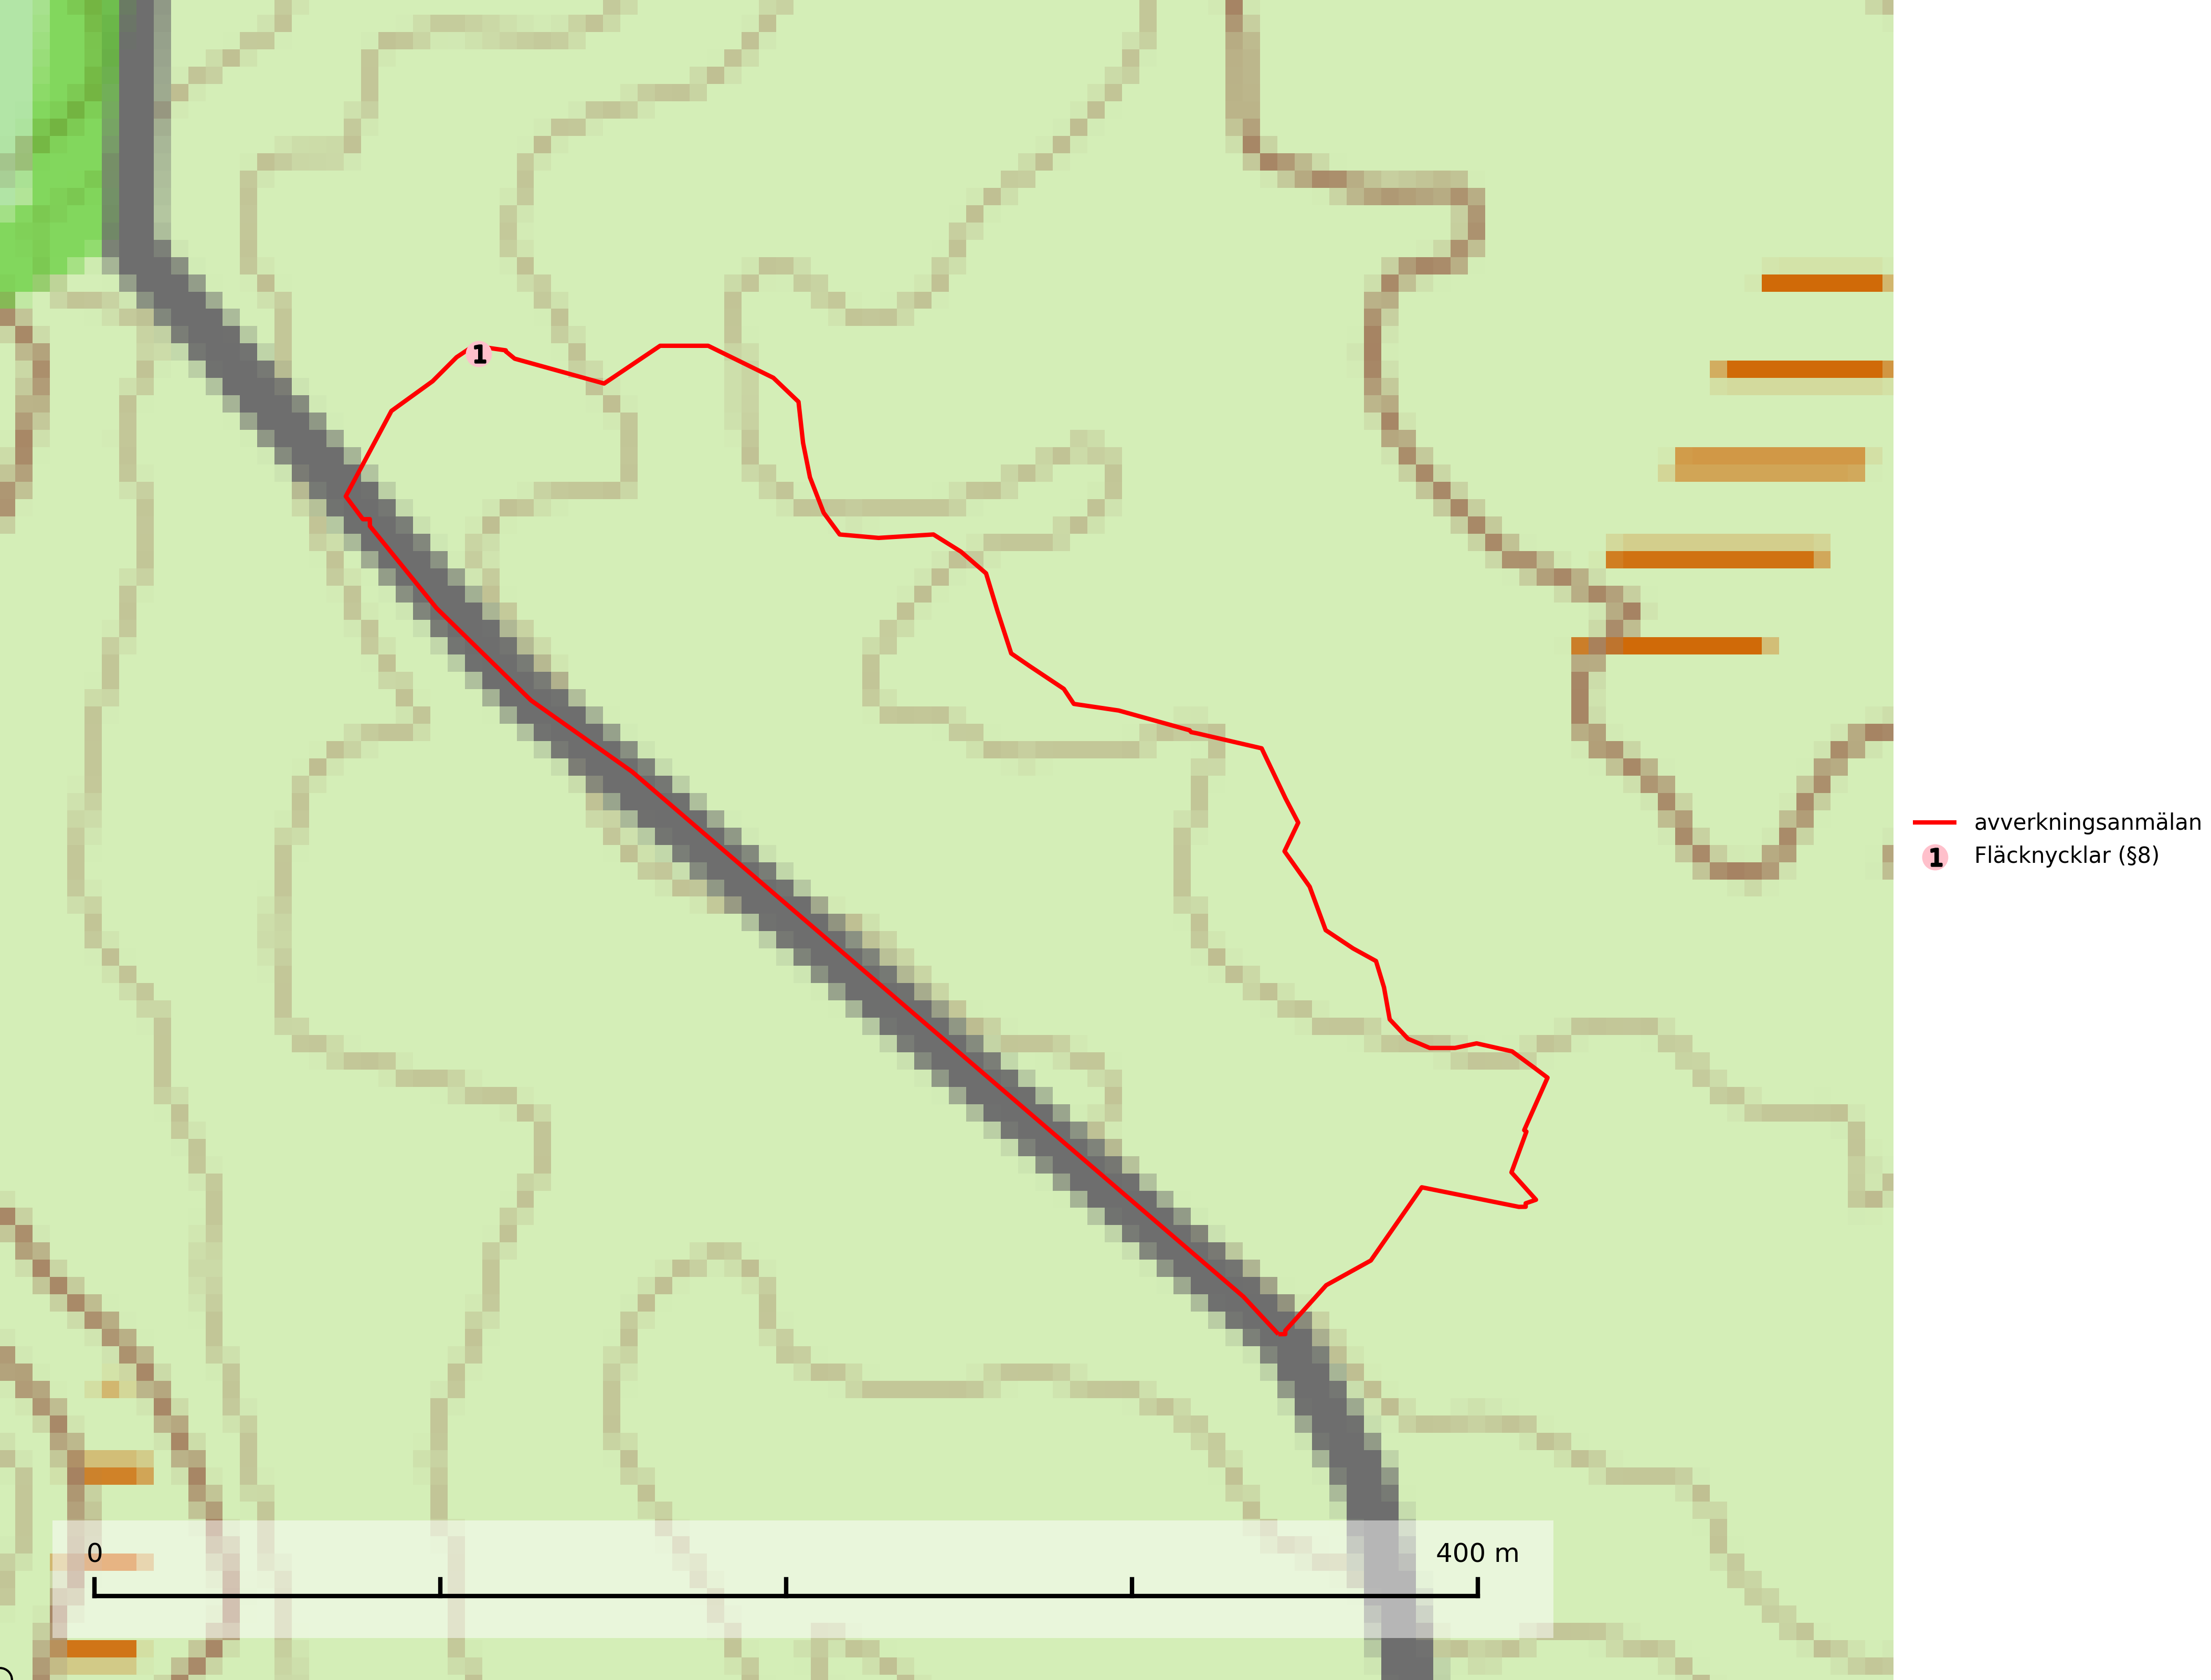 1
avverkningsanmälan
1 Fläcknycklar (§8)
0 400 m